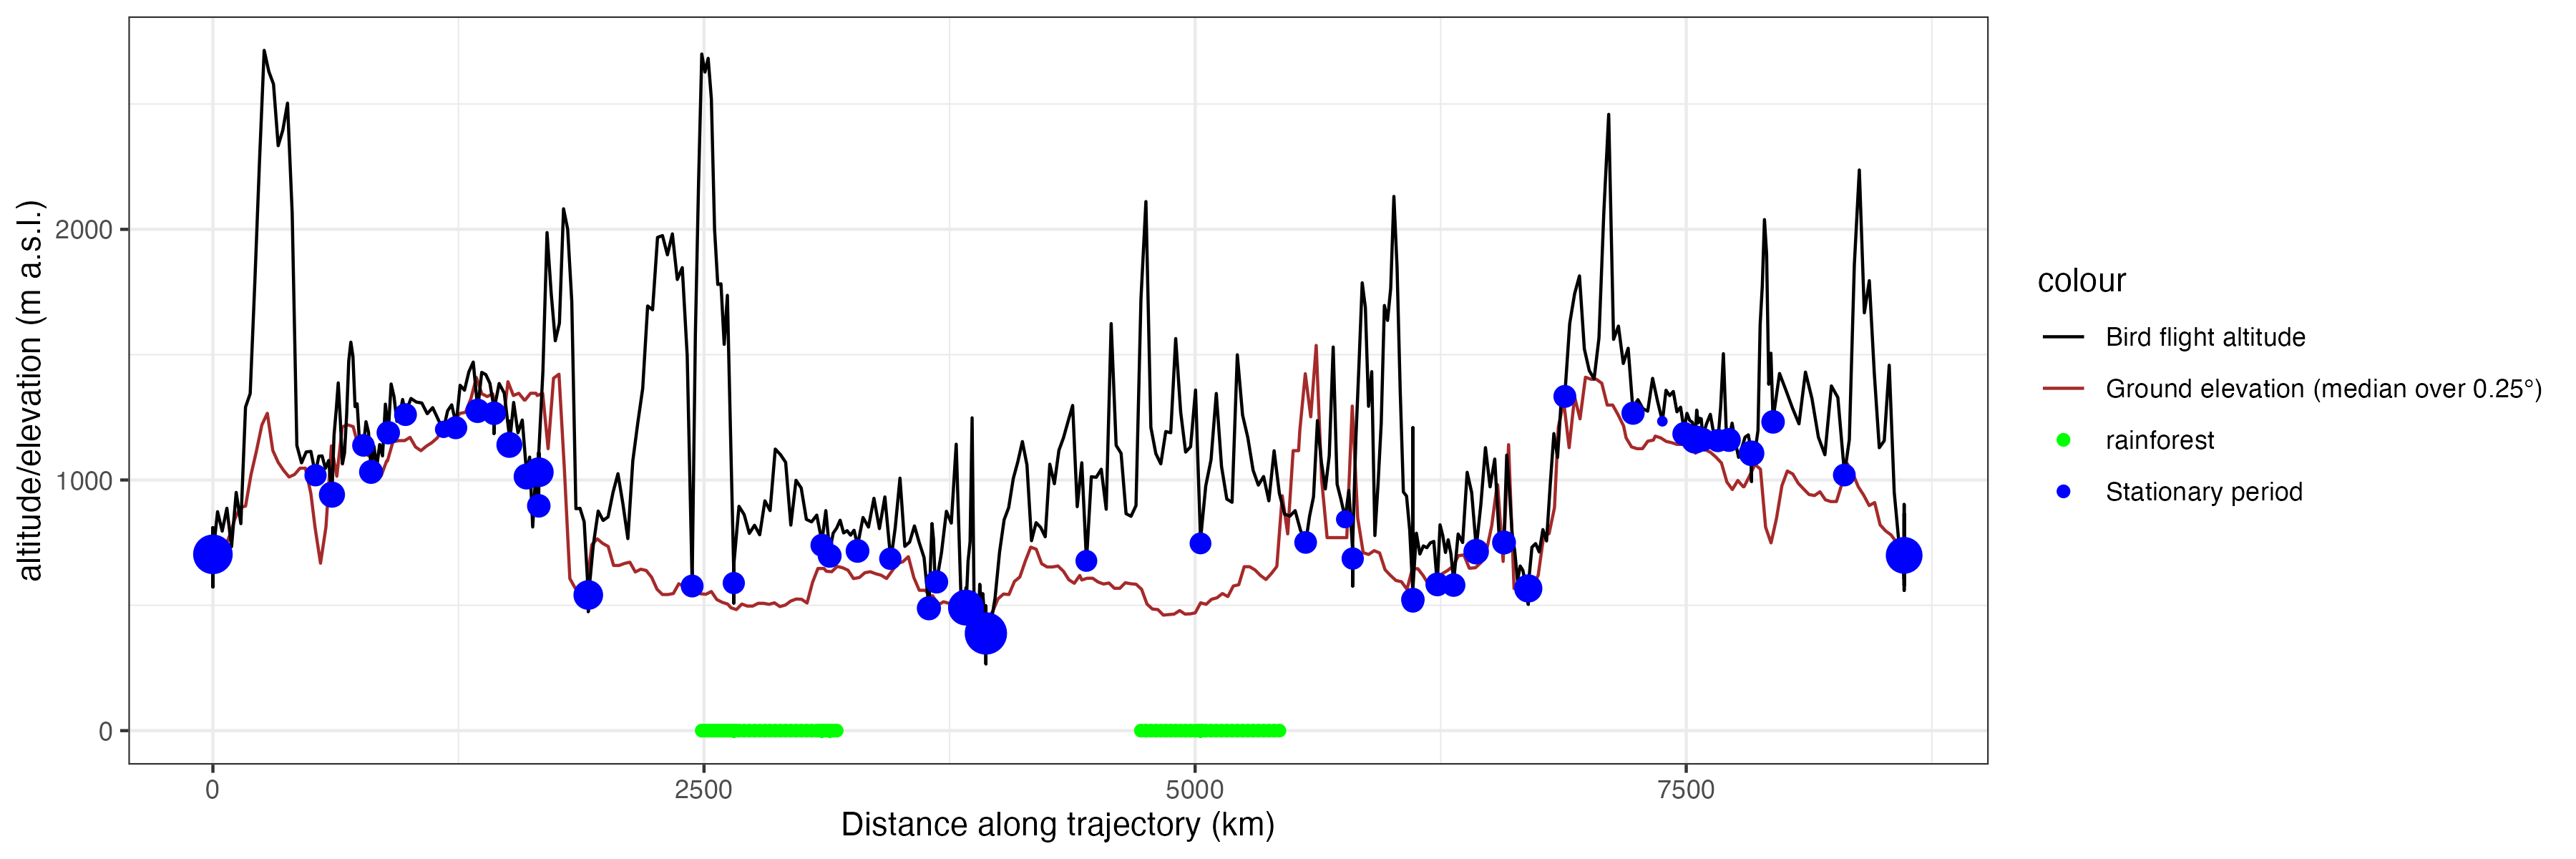 altitude/elevation (m a.s.l.)
2000
1000
0
0 2500 5000 7500
Distance along trajectory (km)
colour
Bird flight altitude
Ground elevation (median over 0.25°)
rainforest
Stationary period